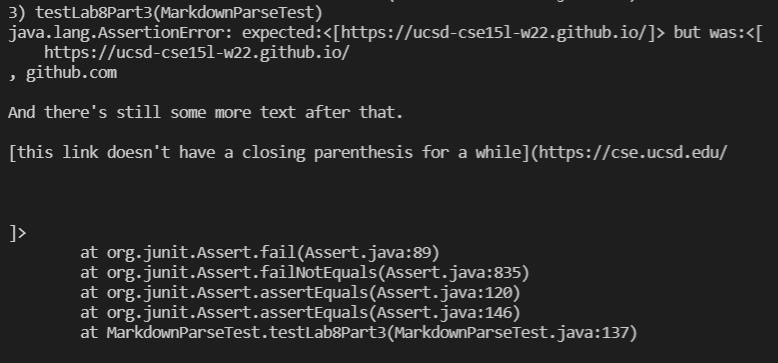 3) testLab8Part3(MarkdownParseTest)
java.lang.AssertionError: expected:<[https://ucsd-cse15l-w22.github.io/]> but was:<[
    https://ucsd-cse15l-w22.github.io/
, github.com

And there's still some more text after that.

[this link doesn't have a closing parenthesis for a while](https://cse.ucsd.edu/



]>
        at org.junit.Assert.fail(Assert.java:89)
        at org.junit.Assert.failNotEquals(Assert.java:835)
        at org.junit.Assert.assertEquals(Assert.java:120)
        at org.junit.Assert.assertEquals(Assert.java:146)
        at MarkdownParseTest.testLab8Part3(MarkdownParseTest.java:137)